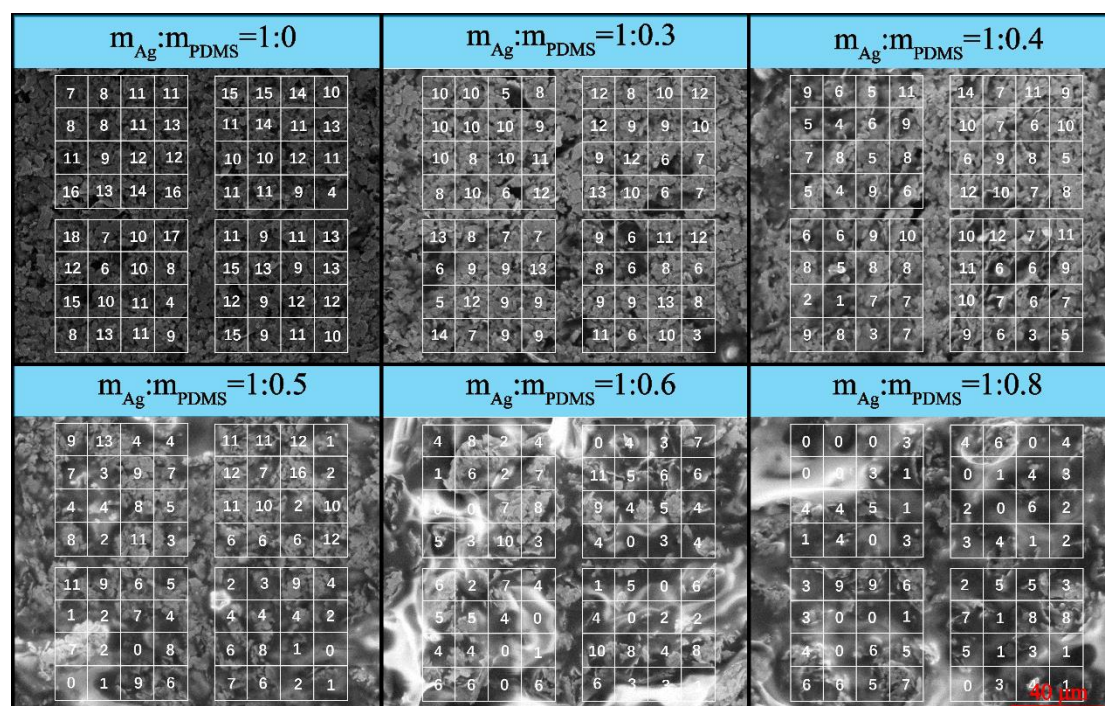 m_Ag:m_PDMS=1:0
7 8 11 11
8 8 11 13
11 9 12 12
16 13 14 16
15 15 14 10
11 14 11 13
10 10 12 11
11 11 9 4
18 7 10 17
12 6 10 8
15 10 11 4
8 13 11 9
11 9 11 13
15 13 9 13
12 9 12 12
15 9 11 10
m_Ag:m_PDMS=1:0.3
10 10 5 8
10 10 10 9
10 8 10 11
8 10 6 12
12 8 10 12
12 9 9 10
9 12 6 7
13 10 6 7
13 8 7 7
6 9 9 13
5 12 9 9
14 7 9 9
9 6 11 12
8 6 8 6
9 9 13 8
11 6 10 3
m_Ag:m_PDMS=1:0.4
9 6 5 11
5 4 6 9
7 8 5 8
5 4 9 6
14 7 11 9
10 7 6 10
6 9 8 5
12 10 7 8
6 6 9 10
8 5 8 8
2 1 7 7
9 8 3 7
10 12 7 11
11 6 6 9
10 7 6 7
9 6 3 5
m_Ag:m_PDMS=1:0.5
9 13 4 4
7 3 9 7
4 4 8 5
8 2 11 3
11 11 12 1
12 7 16 2
11 10 2 10
6 6 6 12
11 9 6 5
1 2 7 4
7 2 0 8
0 1 9 6
2 3 9 4
4 4 4 2
6 8 1 0
7 6 2 1
m_Ag:m_PDMS=1:0.6
4 8 2 4
1 6 2 7
0 0 7 8
5 3 10 3
0 4 3 7
11 5 6 6
9 4 5 4
4 0 3 4
6 2 7 4
5 5 4 0
4 4 0 1
6 6 0 6
1 5 0 6
4 0 2 2
10 8 4 8
6 3
m_Ag:m_PDMS=1:0.8
0 0 0 3
0 0 3 1
4 4 5 1
1 4 0 3
4 6 0 4
0 1 4 3
2 0 6 2
3 4 1 2
3 9 9 6
3 0 0 1
4 0 6 5
6 6 5 7
2 5 5 3
7 1 8 8
5 1 3 1
0 3 4 1
40 μm